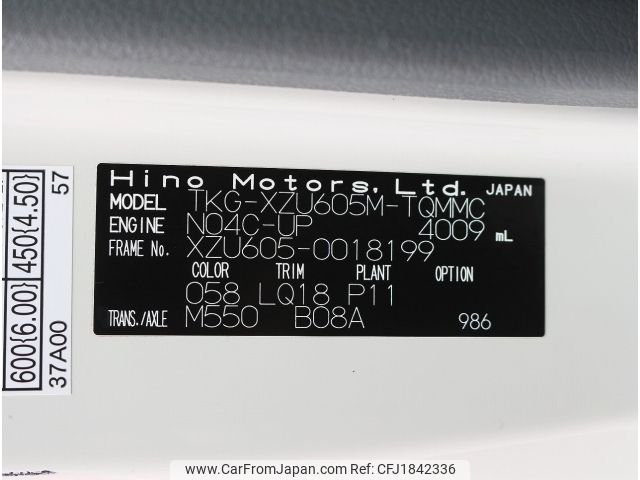 Hino Motors, Ltd. JAPAN
MODEL TKG-XZU605M-TQMMC
ENGINE N04C-UP 4009 mL
FRAME No. XZU605-0018199
COLOR TRIM PLANT OPTION
058 LQ18 P11
TRANS./AXLE M550 B08A 986
600{6.00} 450{4.50}
37A00 57
www.CarFromJapan.com | Ref No: CFJ1842336